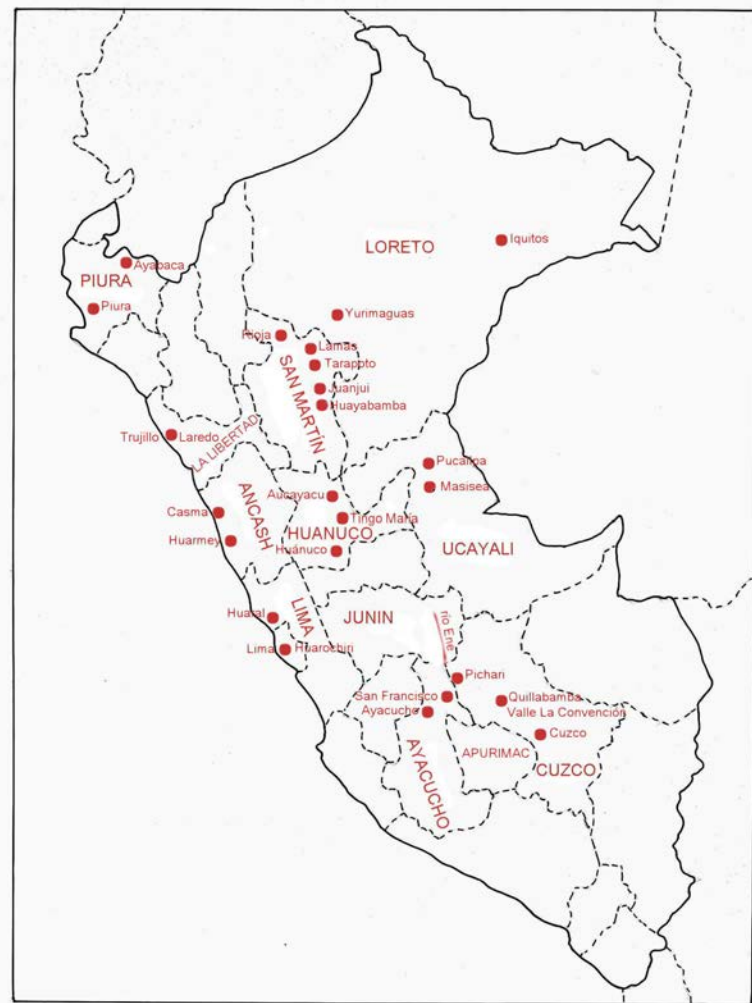 LORETO
Iquitos
Ayabaca
PIURA
Piura
Yurimaguas
Rioja
Lamas
Tarapoto
SAN MARTÍN
Juanjui
Huayabamba
Trujillo
Laredo
LA LIBERTAD
Pucallpa
Masisea
Aucayacu
ANCASH
Casma
Tingo María
HUANUCO
Huarmey
Huánuco
UCAYALI
Huaral
LIMA
JUNIN
río Ene
Lima
Huarochiri
Pichari
San Francisco
Quillabamba
Ayacucho
Valle La Convención
Cuzco
AYACUCHO
APURIMAC
CUZCO